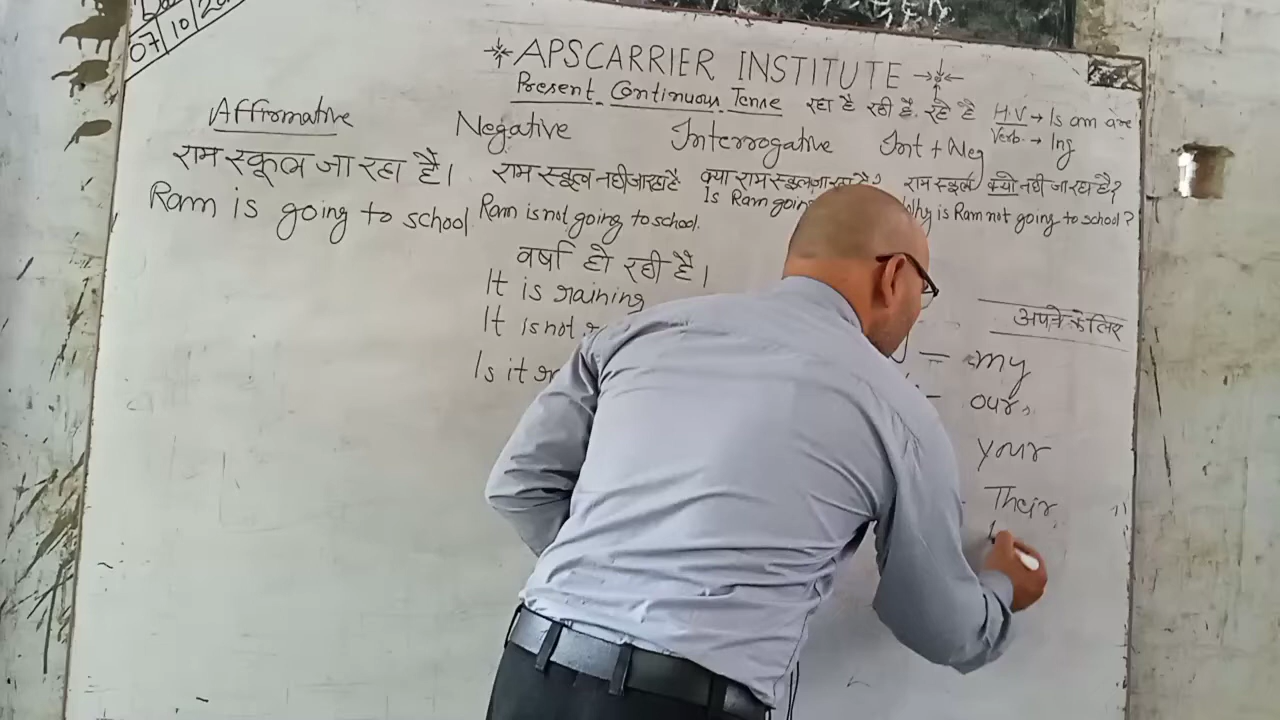 07/10/20
APSCARRIER INSTITUTE
Present Continuous Tense रहा है रही है. रहे है
H.V → Is am are
Verb → Ing
Affirmative
राम स्कूल जा रहा है।
Ram is going to school.
Negative
राम स्कूल नहीं जा रहा है
Ram is not going to school.
Interrogative
क्या राम स्कूल जा रहा है?
Is Ram going
Int + Neg
राम स्कूल क्यों नहीं जा रहा है?
Why is Ram not going to school?
वर्षा हो रही है।
It is raining
It is not
Is it
अपने के लिए
= my
our,
your
Their,